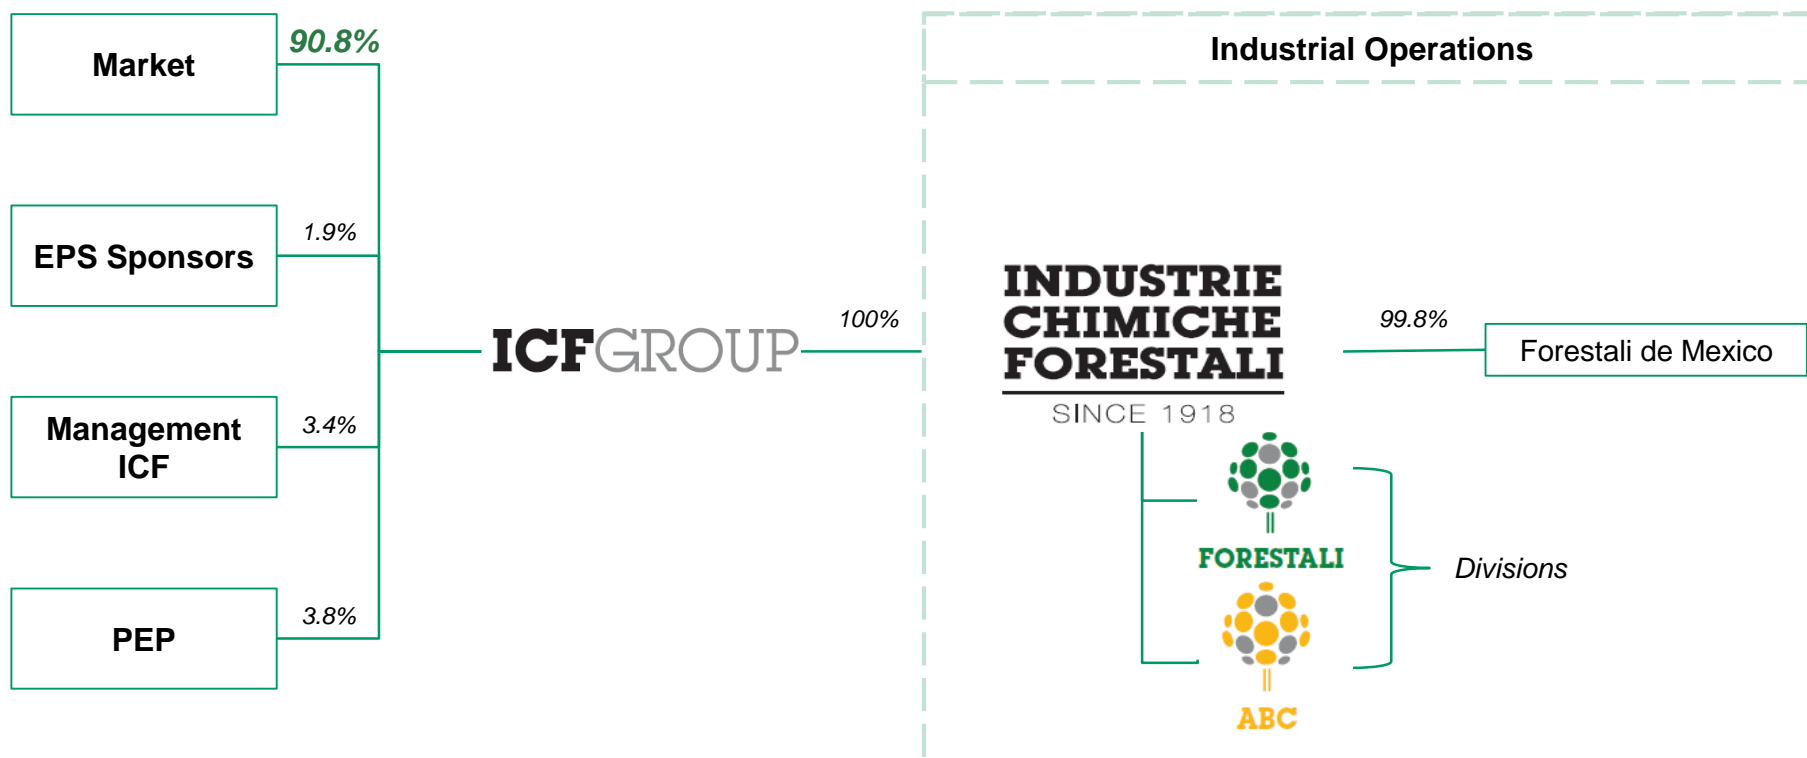 Market
90.8%
EPS Sponsors
1.9%
Management
ICF
3.4%
PEP
3.8%
ICFGROUP
100%
Industrial Operations
INDUSTRIE
CHIMICHE
FORESTALI
SINCE 1918
99.8%
Forestali de Mexico
FORESTALI
ABC
Divisions